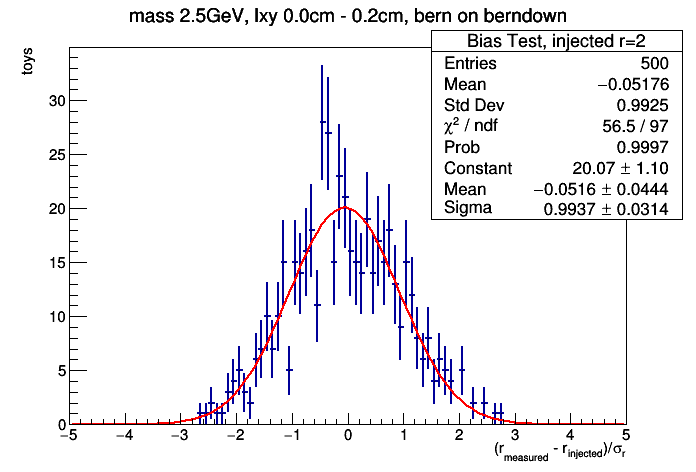 mass 2.5GeV, lxy 0.0cm - 0.2cm, bern on berndown
toys
Bias Test, injected r=2
Entries 500
Mean −0.05176
Std Dev 0.9925
χ² / ndf 56.5 / 97
Prob 0.9997
Constant 20.07 ± 1.10
Mean −0.0516 ± 0.0444
Sigma 0.9937 ± 0.0314
30
25
20
15
10
5
0
−5 −4 −3 −2 −1 0 1 2 3 4 5
(r_measured - r_injected)/σ_r